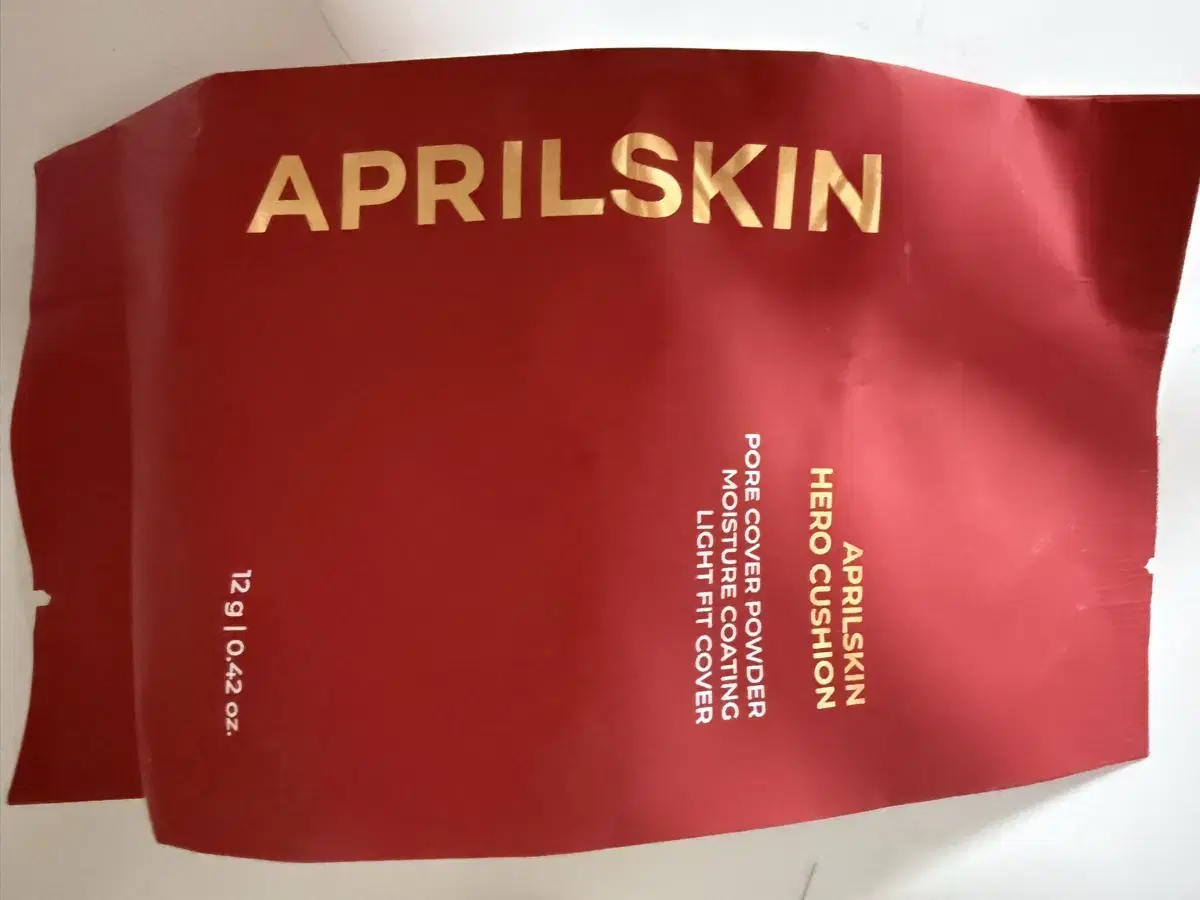 APRILSKIN
APRILSKIN
HERO CUSHION
PORE COVER POWDER
MOISTURE COATING
LIGHT FIT COVER
12 g | 0.42 oz.